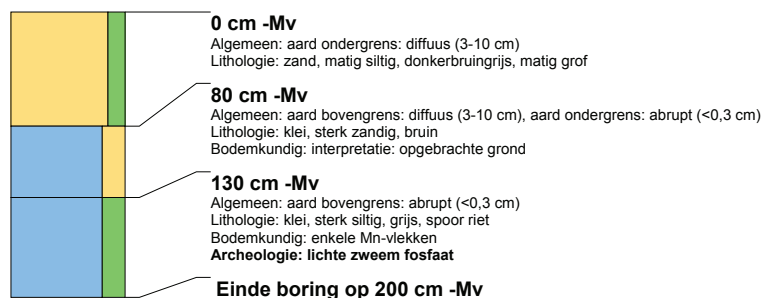 0 cm -Mv
Algemeen: aard ondergrens: diffuus (3-10 cm)
Lithologie: zand, matig siltig, donkerbruingrijs, matig grof
80 cm -Mv
Algemeen: aard bovengrens: diffuus (3-10 cm), aard ondergrens: abrupt (<0,3 cm)
Lithologie: klei, sterk zandig, bruin
Bodemkundig: interpretatie: opgebrachte grond
130 cm -Mv
Algemeen: aard bovengrens: abrupt (<0,3 cm)
Lithologie: klei, sterk siltig, grijs, spoor riet
Bodemkundig: enkele Mn-vlekken
Archeologie: lichte zweem fosfaat
Einde boring op 200 cm -Mv